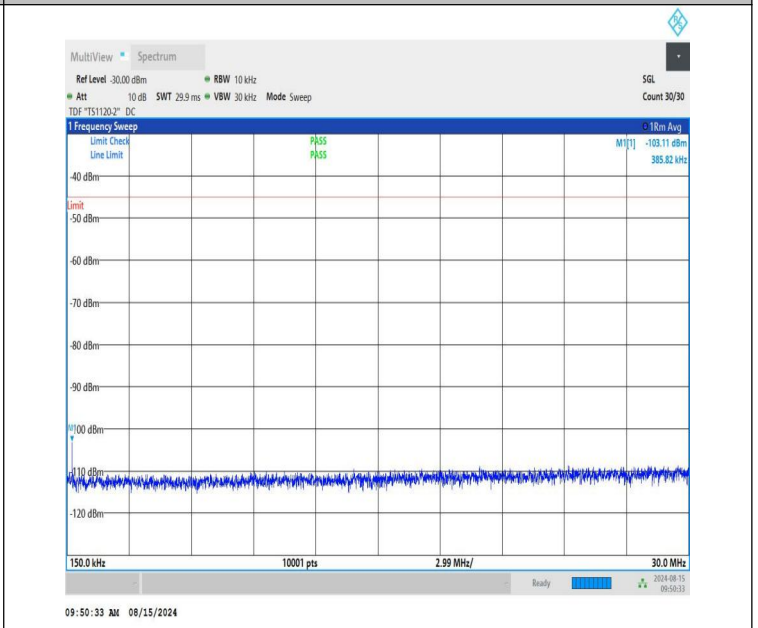 MultiView Spectrum
Ref Level -30.00 dBm RBW 10 kHz SGL
Att 10 dB SWT 29.9 ms VBW 30 kHz Mode Sweep Count 30/30
TDF "TS1120-2" DC
1 Frequency Sweep 1Rm Avg
Limit Check PASS M1[1] -103.11 dBm
Line Limit PASS 385.82 kHz
-40 dBm
Limit
-50 dBm
-60 dBm
-70 dBm
-80 dBm
-90 dBm
M1
-100 dBm
-110 dBm
-120 dBm
150.0 kHz 10001 pts 2.99 MHz/ 30.0 MHz
Ready 2024-08-15
09:50:33
09:50:33 AM 08/15/2024